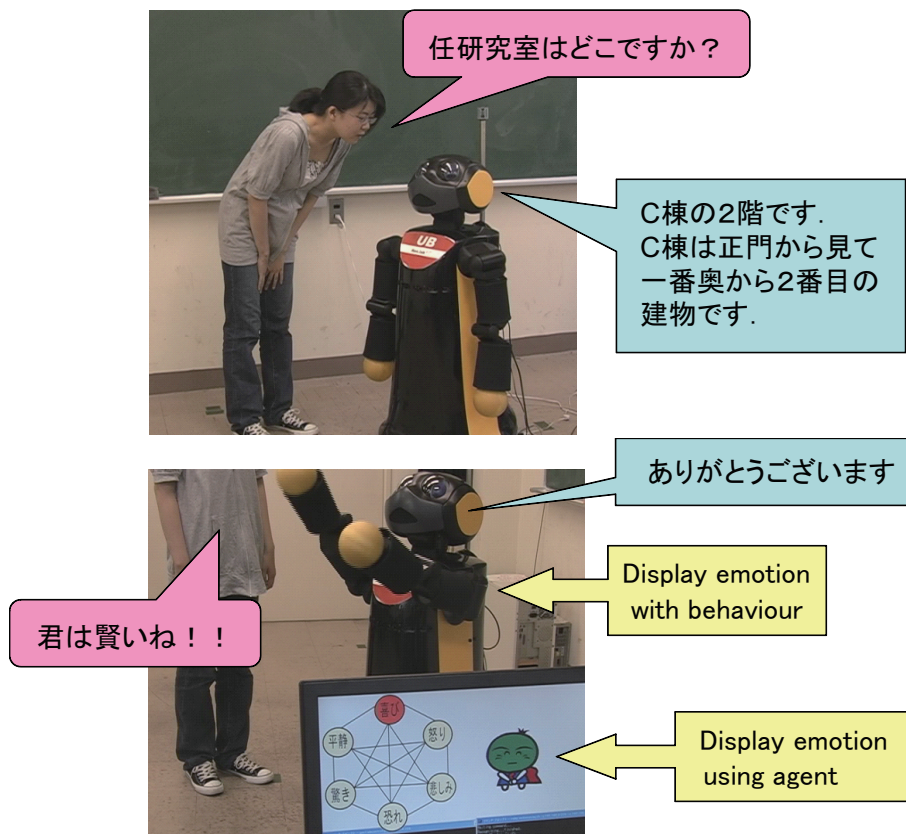 任研究室はどこですか？
C棟の２階です.
C棟は正門から見て
一番奥から２番目の
建物です.
UB
ありがとうございます
Display emotion
with behaviour
君は賢いね！！
喜び
平静
怒り
驚き
悲しみ
恐れ
Display emotion
using agent